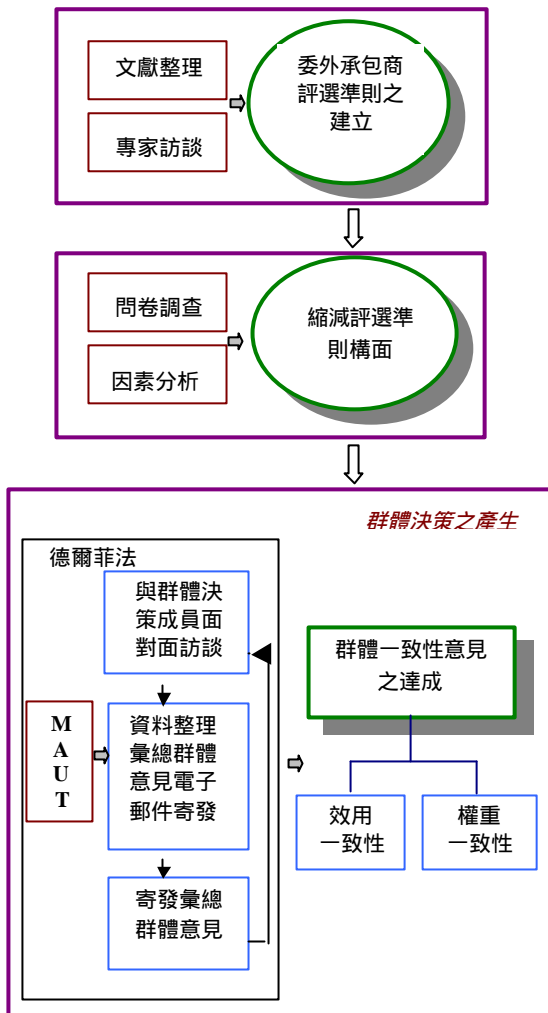 文獻整理
專家訪談
委外承包商
評選準則之
建立
問卷調查
因素分析
縮減評選準
則構面
群體決策之產生
德爾菲法
與群體決
策成員面
對面訪談
M
A
U
T
資料整理
彙總群體
意見電子
郵件寄發
寄發彙總
群體意見
群體一致性意見
之達成
效用
一致性
權重
一致性